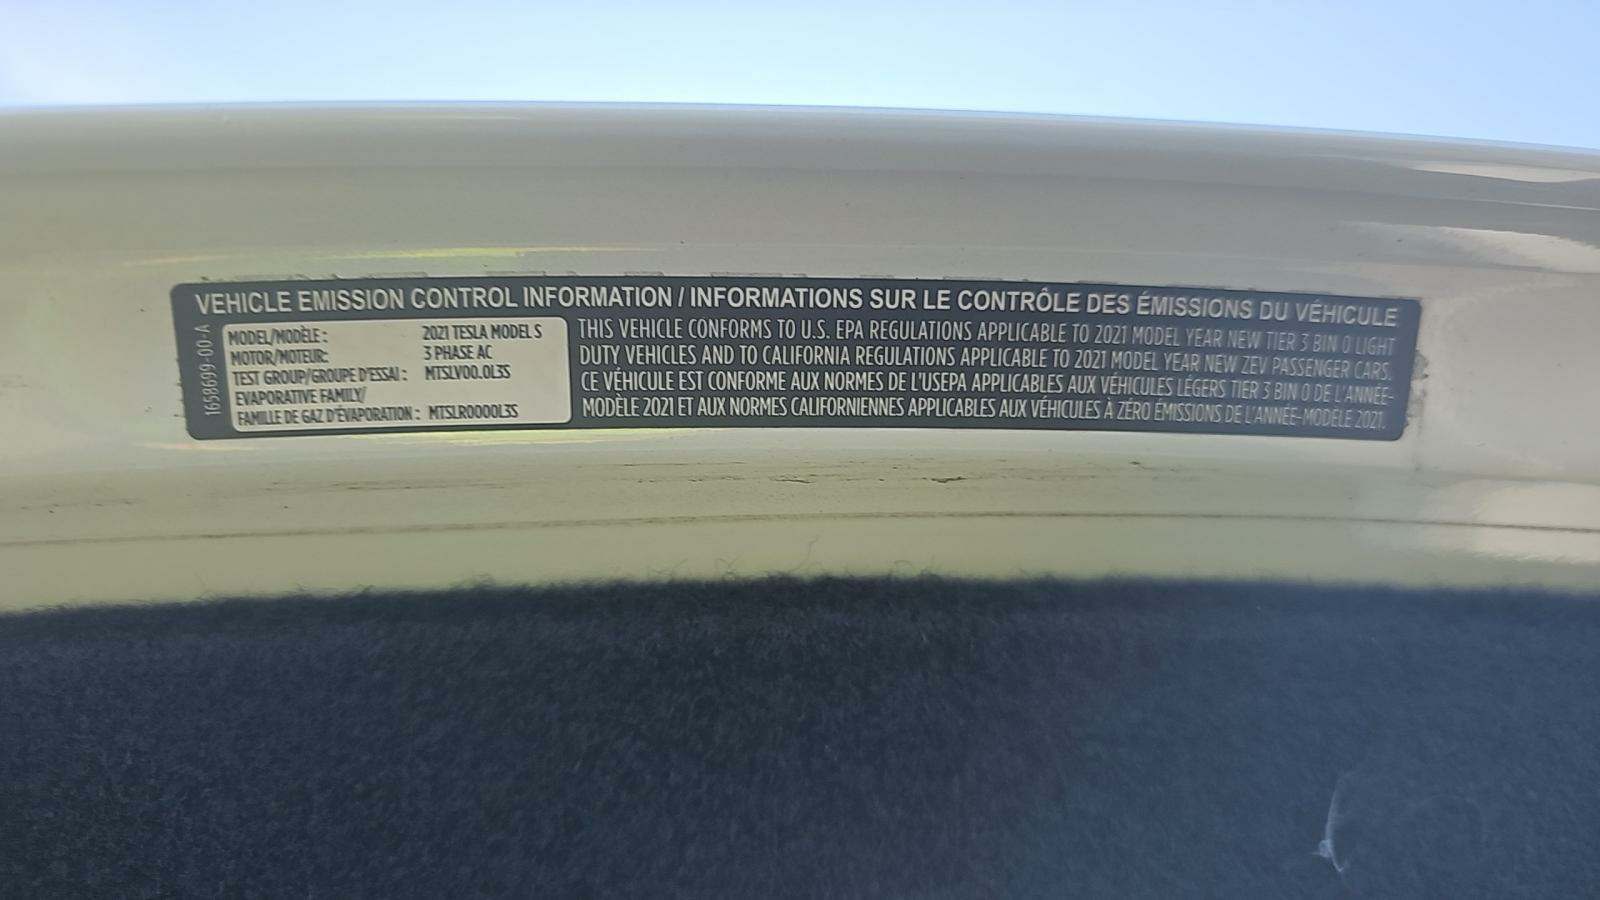 VEHICLE EMISSION CONTROL INFORMATION / INFORMATIONS SUR LE CONTRÔLE DES ÉMISSIONS DU VÉHICULE
1658699-00-A
MODEL/MODÈLE : 2021 TESLA MODEL S
MOTOR/MOTEUR: 3 PHASE AC
TEST GROUP/GROUPE D'ESSAI : MTSLV00.0L3S
EVAPORATIVE FAMILY/
FAMILLE DE GAZ D'ÉVAPORATION : MTSLR0000L3S
THIS VEHICLE CONFORMS TO U.S. EPA REGULATIONS APPLICABLE TO 2021 MODEL YEAR NEW TIER 3 BIN 0 LIGHT
DUTY VEHICLES AND TO CALIFORNIA REGULATIONS APPLICABLE TO 2021 MODEL YEAR NEW ZEV PASSENGER CARS.
CE VÉHICULE EST CONFORME AUX NORMES DE L'USEPA APPLICABLES AUX VÉHICULES LÉGERS TIER 3 BIN 0 DE L'ANNÉE-
MODÈLE 2021 ET AUX NORMES CALIFORNIENNES APPLICABLES AUX VÉHICULES À ZÉRO ÉMISSIONS DE L'ANNÉE-MODÈLE 2021.